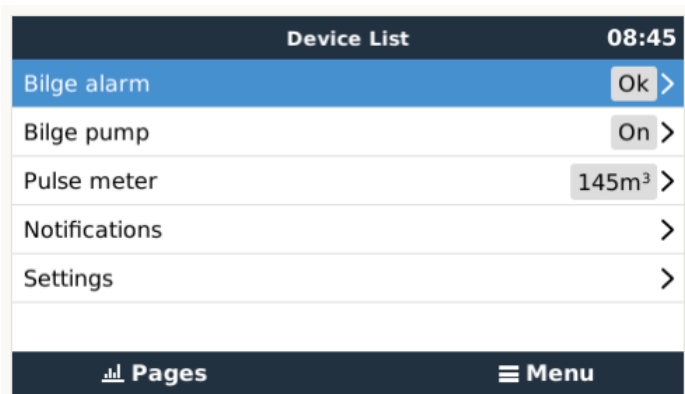 Device List 08:45
Bilge alarm Ok
Bilge pump On
Pulse meter 145m³
Notifications
Settings
Pages Menu